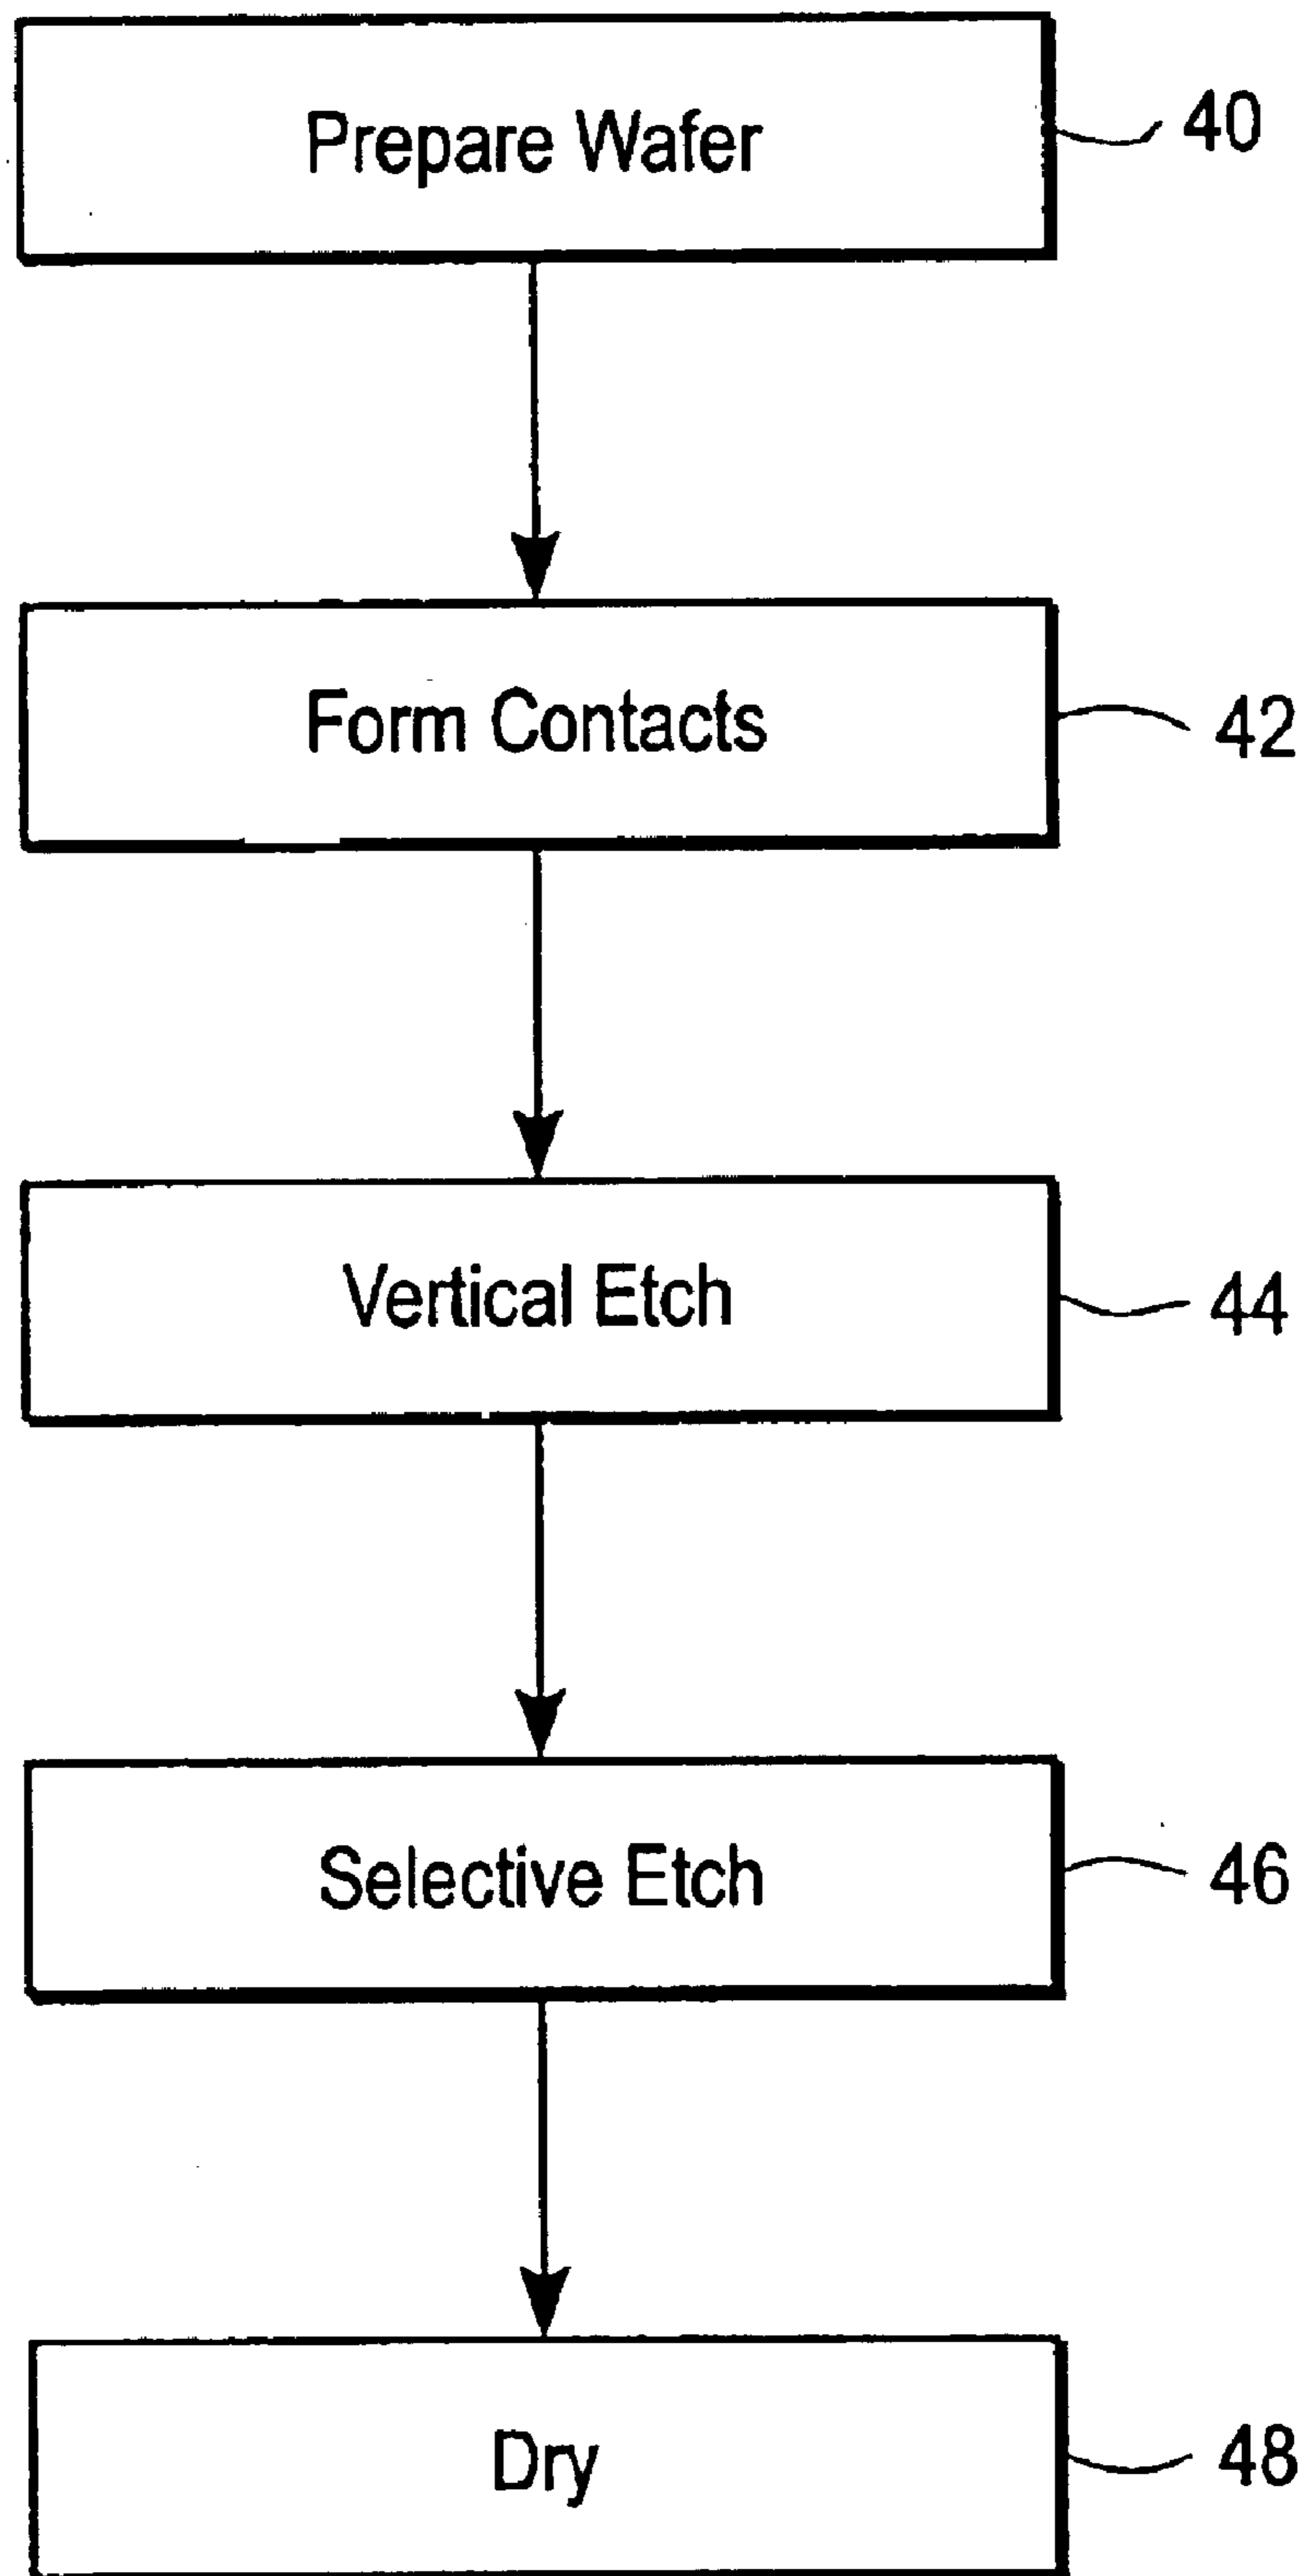 Prepare Wafer 40
Form Contacts 42
Vertical Etch 44
Selective Etch 46
Dry 48